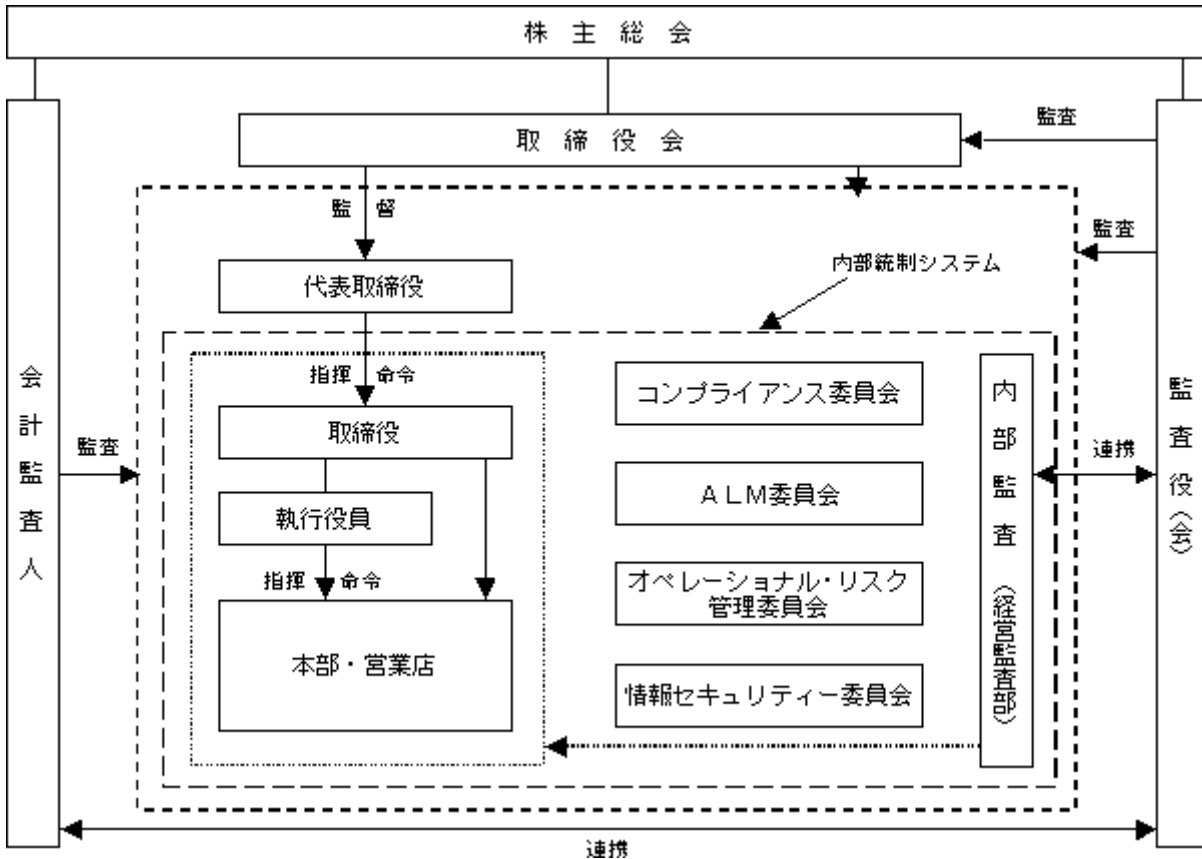 株主総会
取締役会
監査
監督
監査
代表取締役
内部統制システム
指揮 命令
取締役
執行役員
指揮 命令
本部・営業店
コンプライアンス委員会
ALM委員会
オペレーショナル・リスク
管理委員会
情報セキュリティー委員会
内部監査(経営監査部)
会計監査人
監査
連携
監査役(会)
連携